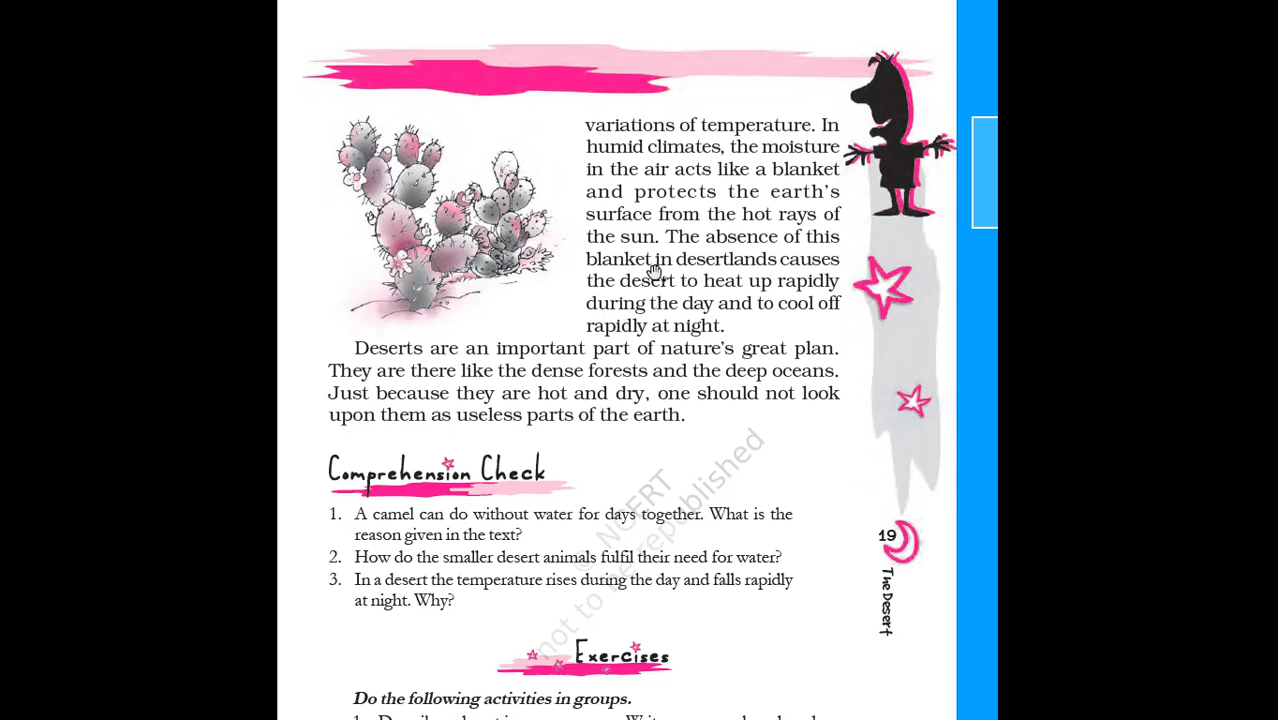 variations of temperature. In
humid climates, the moisture
in the air acts like a blanket
and protects the earth's
surface from the hot rays of
the sun. The absence of this
blanket in desertlands causes
the desert to heat up rapidly
during the day and to cool off
rapidly at night.
Deserts are an important part of nature's great plan.
They are there like the dense forests and the deep oceans.
Just because they are hot and dry, one should not look
upon them as useless parts of the earth.
Comprehension Check
1. A camel can do without water for days together. What is the
reason given in the text?
2. How do the smaller desert animals fulfil their need for water?
3. In a desert the temperature rises during the day and falls rapidly
at night. Why?
19
The Desert
© NCERT
not to be republished
Exercises
Do the following activities in groups.